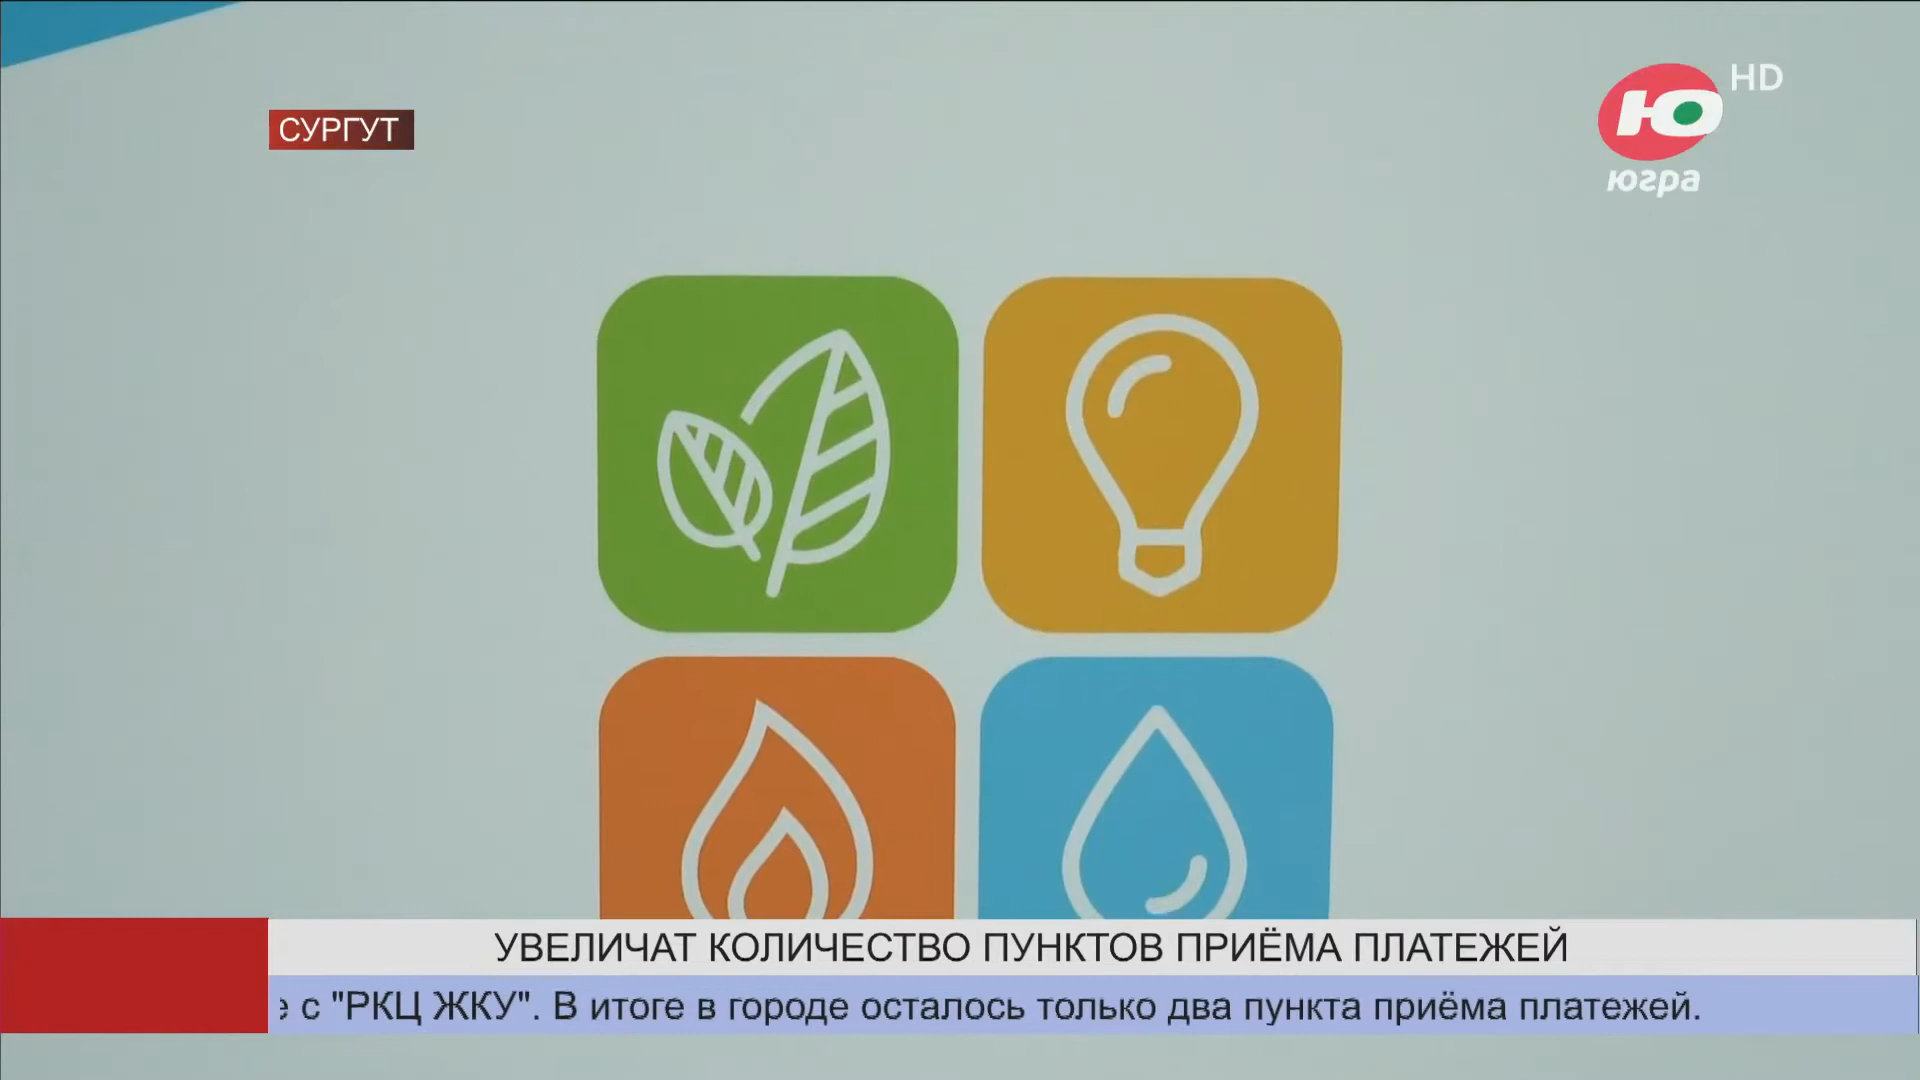 СУРГУТ
HD
Ю
югра
УВЕЛИЧАТ КОЛИЧЕСТВО ПУНКТОВ ПРИЁМА ПЛАТЕЖЕЙ
с "РКЦ ЖКУ". В итоге в городе осталось только два пункта приёма платежей.